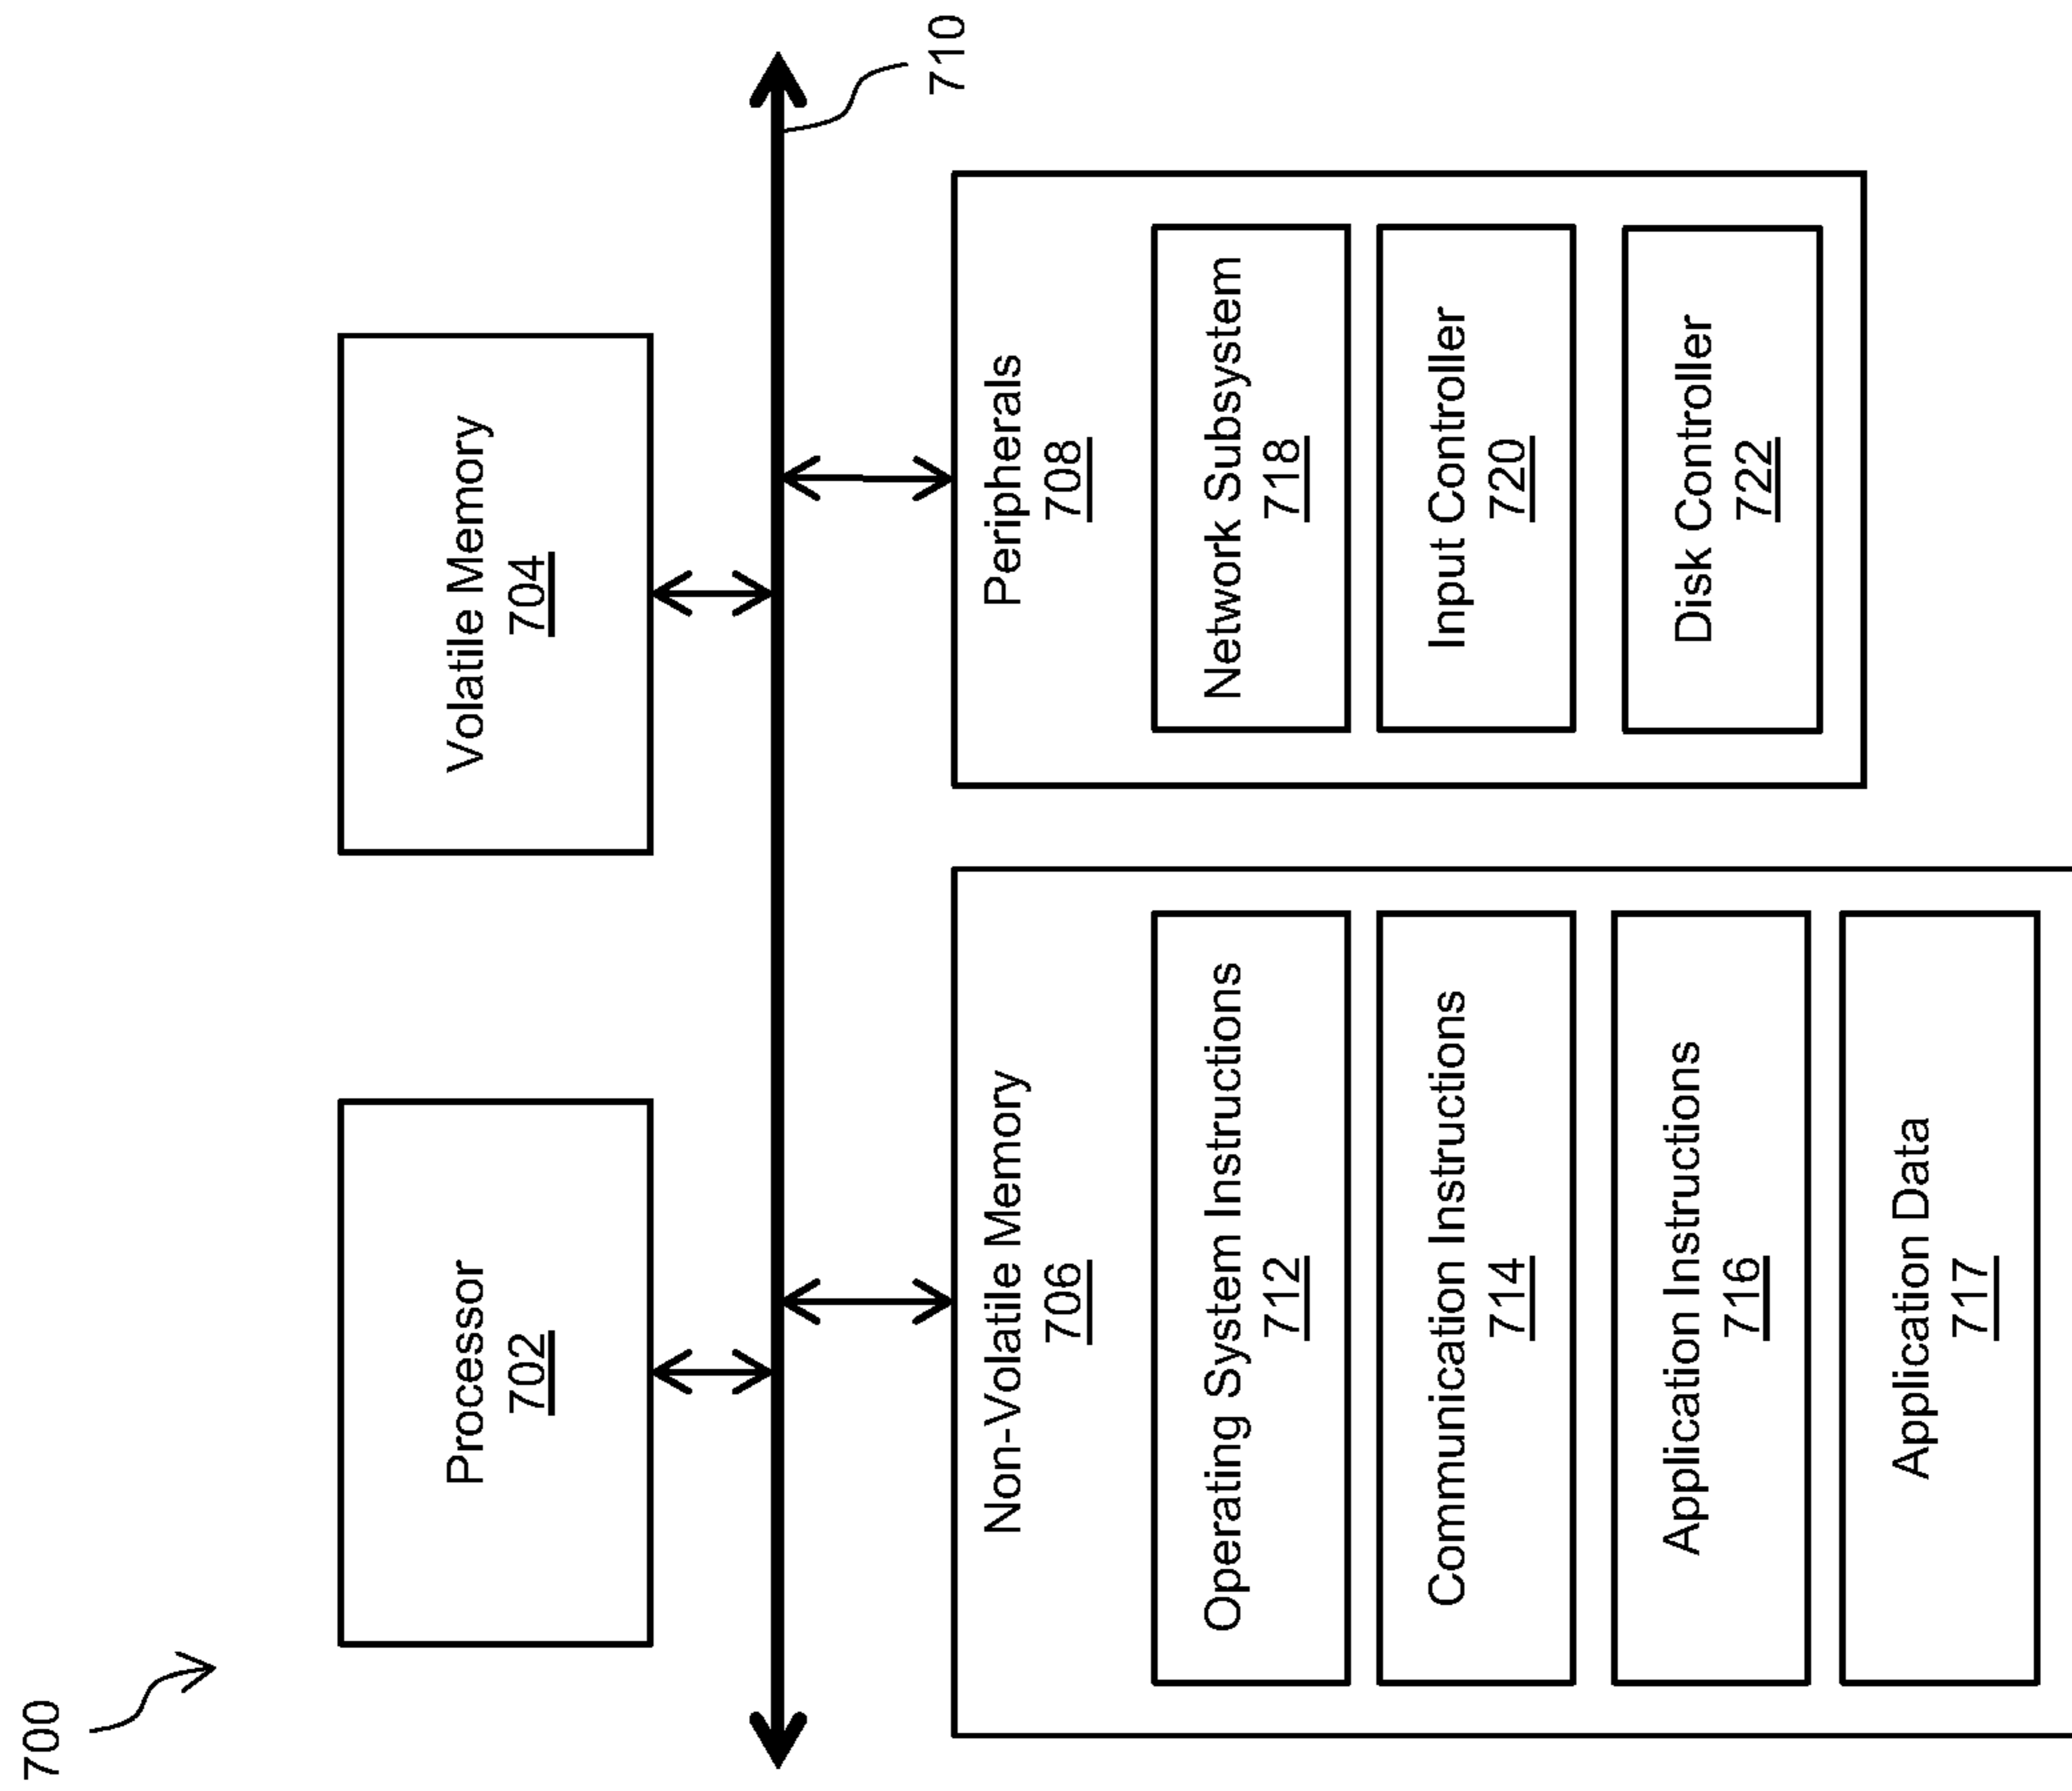 700
Processor
702
Volatile Memory
704
710
Non-Volatile Memory
706
Operating System Instructions
712
Communication Instructions
714
Application Instructions
716
Application Data
717
Peripherals
708
Network Subsystem
718
Input Controller
720
Disk Controller
722